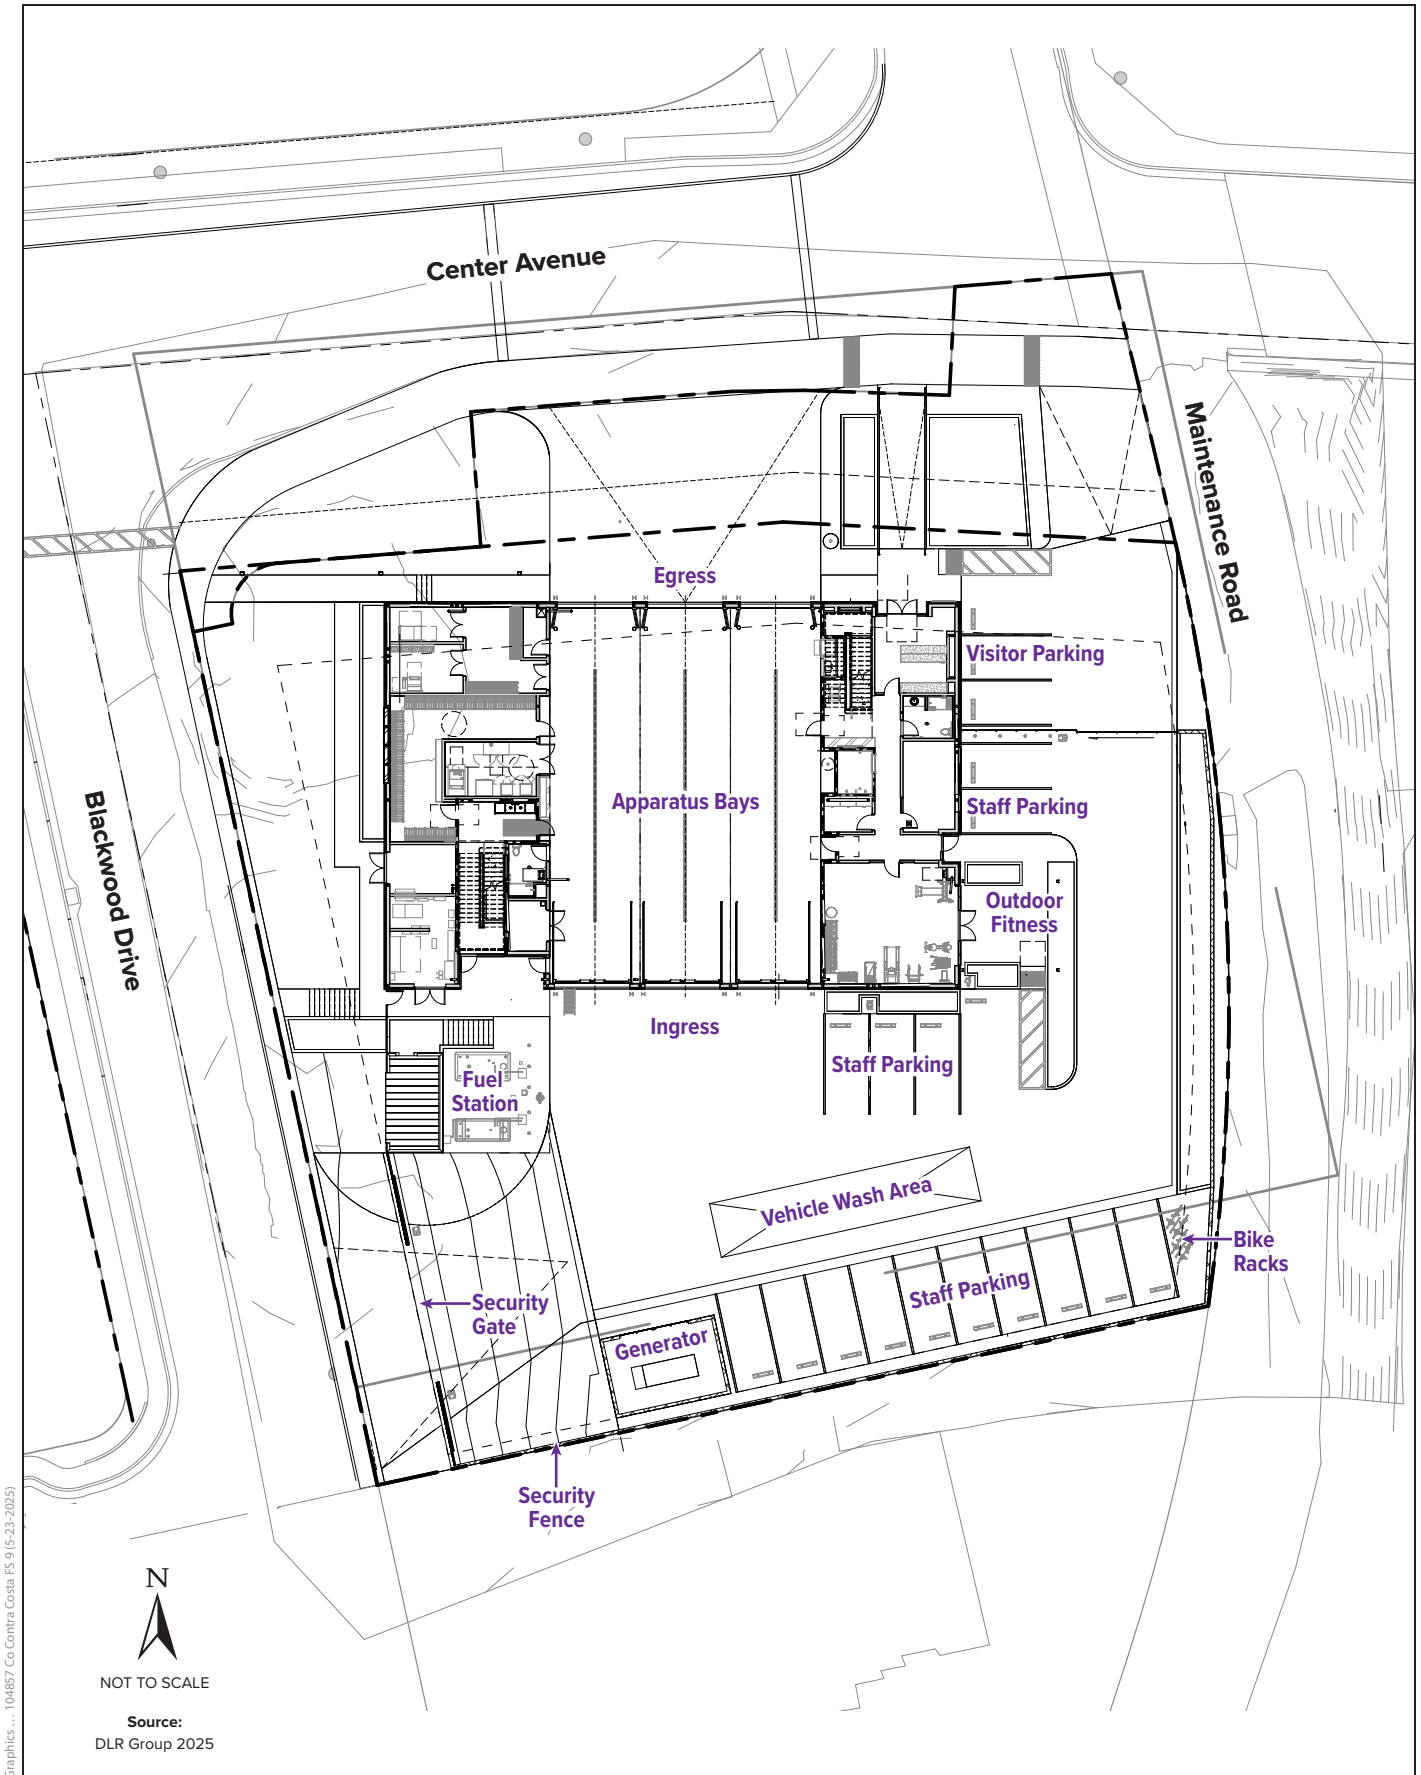 Center Avenue
Maintenance Road
Egress
Visitor Parking
Apparatus Bays
Staff Parking
Blackwood Drive
Outdoor
Fitness
Ingress
Staff Parking
Fuel
Station
Vehicle Wash Area
Bike
Racks
Staff Parking
Security
Gate
Generator
Security
Fence
N
NOT TO SCALE
Source:
DLR Group 2025
Graphics … 104857 Co Contra Costa FS 9 (5-23-2025)